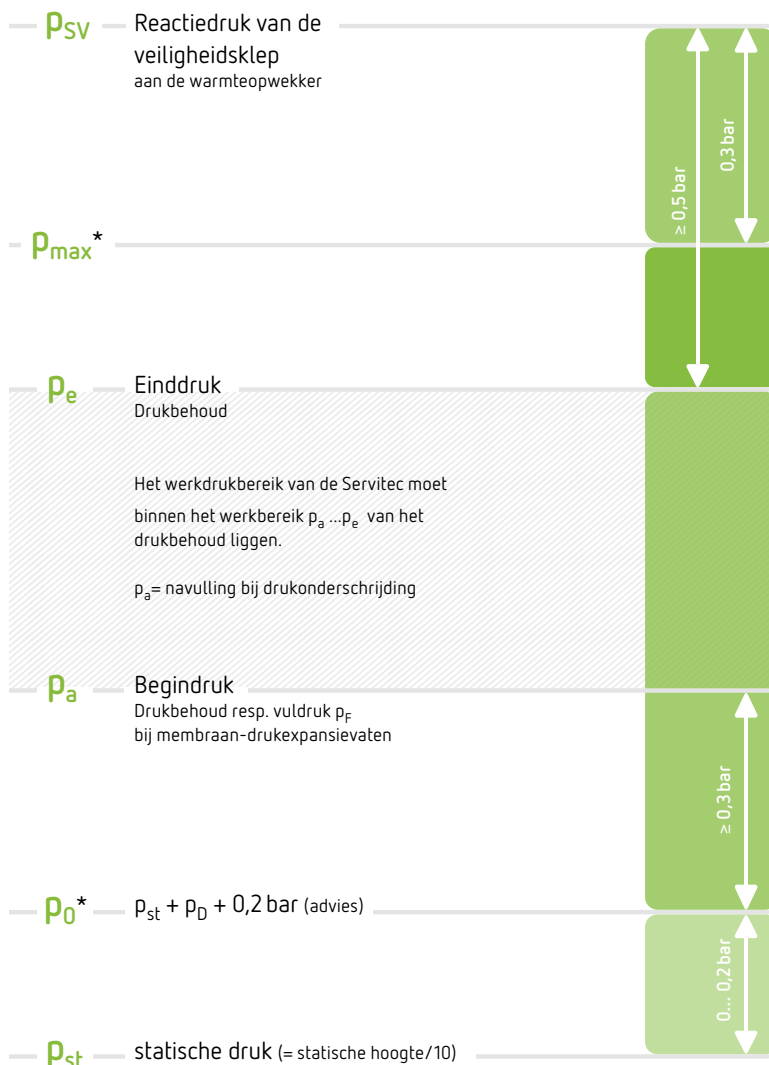 pSV Reactiedruk van de
veiligheidsklep
aan de warmteopwekker
0,3 bar
≥ 0,5 bar
pmax*
pe Einddruk
Drukbehoud
Het werkdrukbereik van de Servitec moet
binnen het werkbereik pa ...pe van het
drukbehoud liggen.
pa= navulling bij drukonderschrijding
pa Begindruk
Drukbehoud resp. vuldruk pF
bij membraan-drukexpansievaten
≥ 0,3 bar
p0* pst + pD + 0,2 bar (advies)
0... 0,2 bar
pst statische druk (= statische hoogte/10)